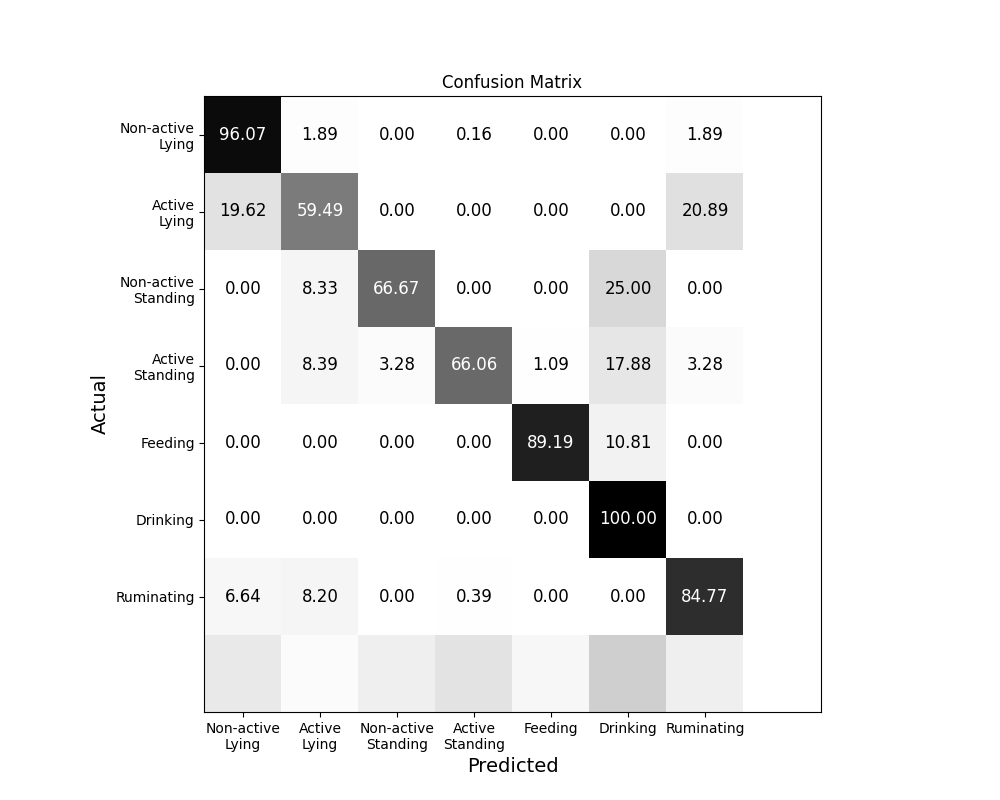 Confusion Matrix
Non-active
Lying
96.07 1.89 0.00 0.16 0.00 0.00 1.89
Active
Lying
19.62 59.49 0.00 0.00 0.00 0.00 20.89
Non-active
Standing
0.00 8.33 66.67 0.00 0.00 25.00 0.00
Active
Standing
0.00 8.39 3.28 66.06 1.09 17.88 3.28
Feeding
0.00 0.00 0.00 0.00 89.19 10.81 0.00
Drinking
0.00 0.00 0.00 0.00 0.00 100.00 0.00
Ruminating
6.64 8.20 0.00 0.39 0.00 0.00 84.77
Actual
Non-active
Lying
Active
Lying
Non-active
Standing
Active
Standing
Feeding
Drinking
Ruminating
Predicted